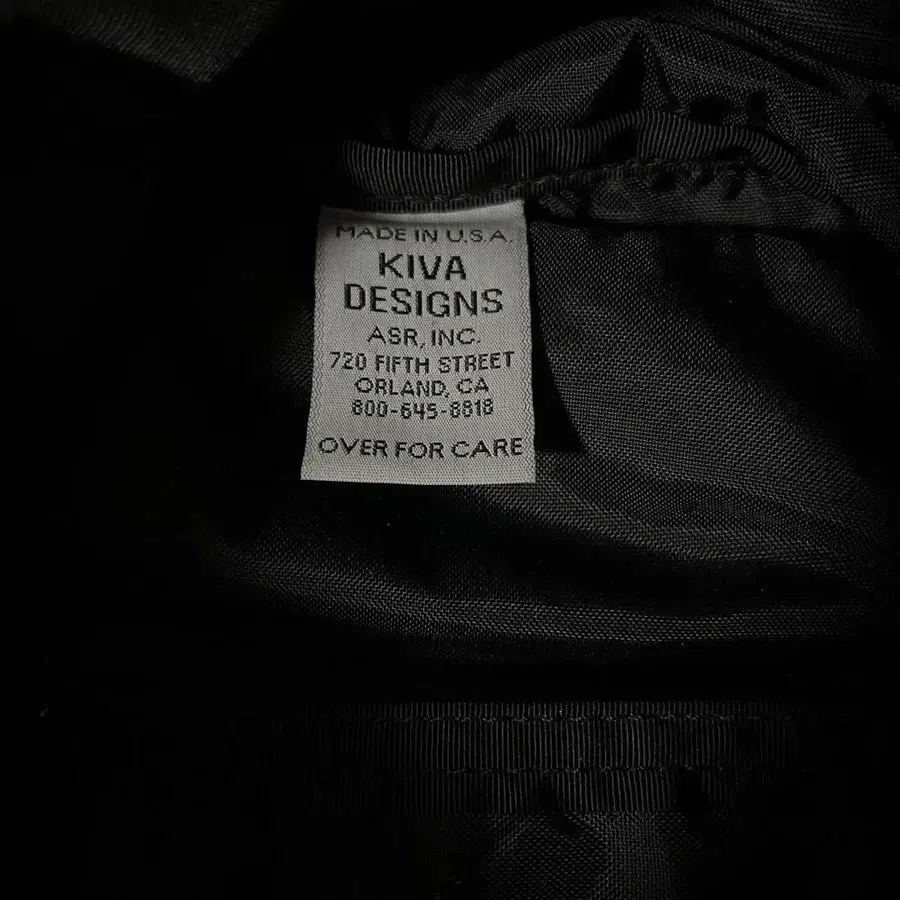 MADE IN U.S.A.
KIVA
DESIGNS
ASR, INC.
720 FIFTH STREET
ORLAND, CA
800-645-8818
OVER FOR CARE